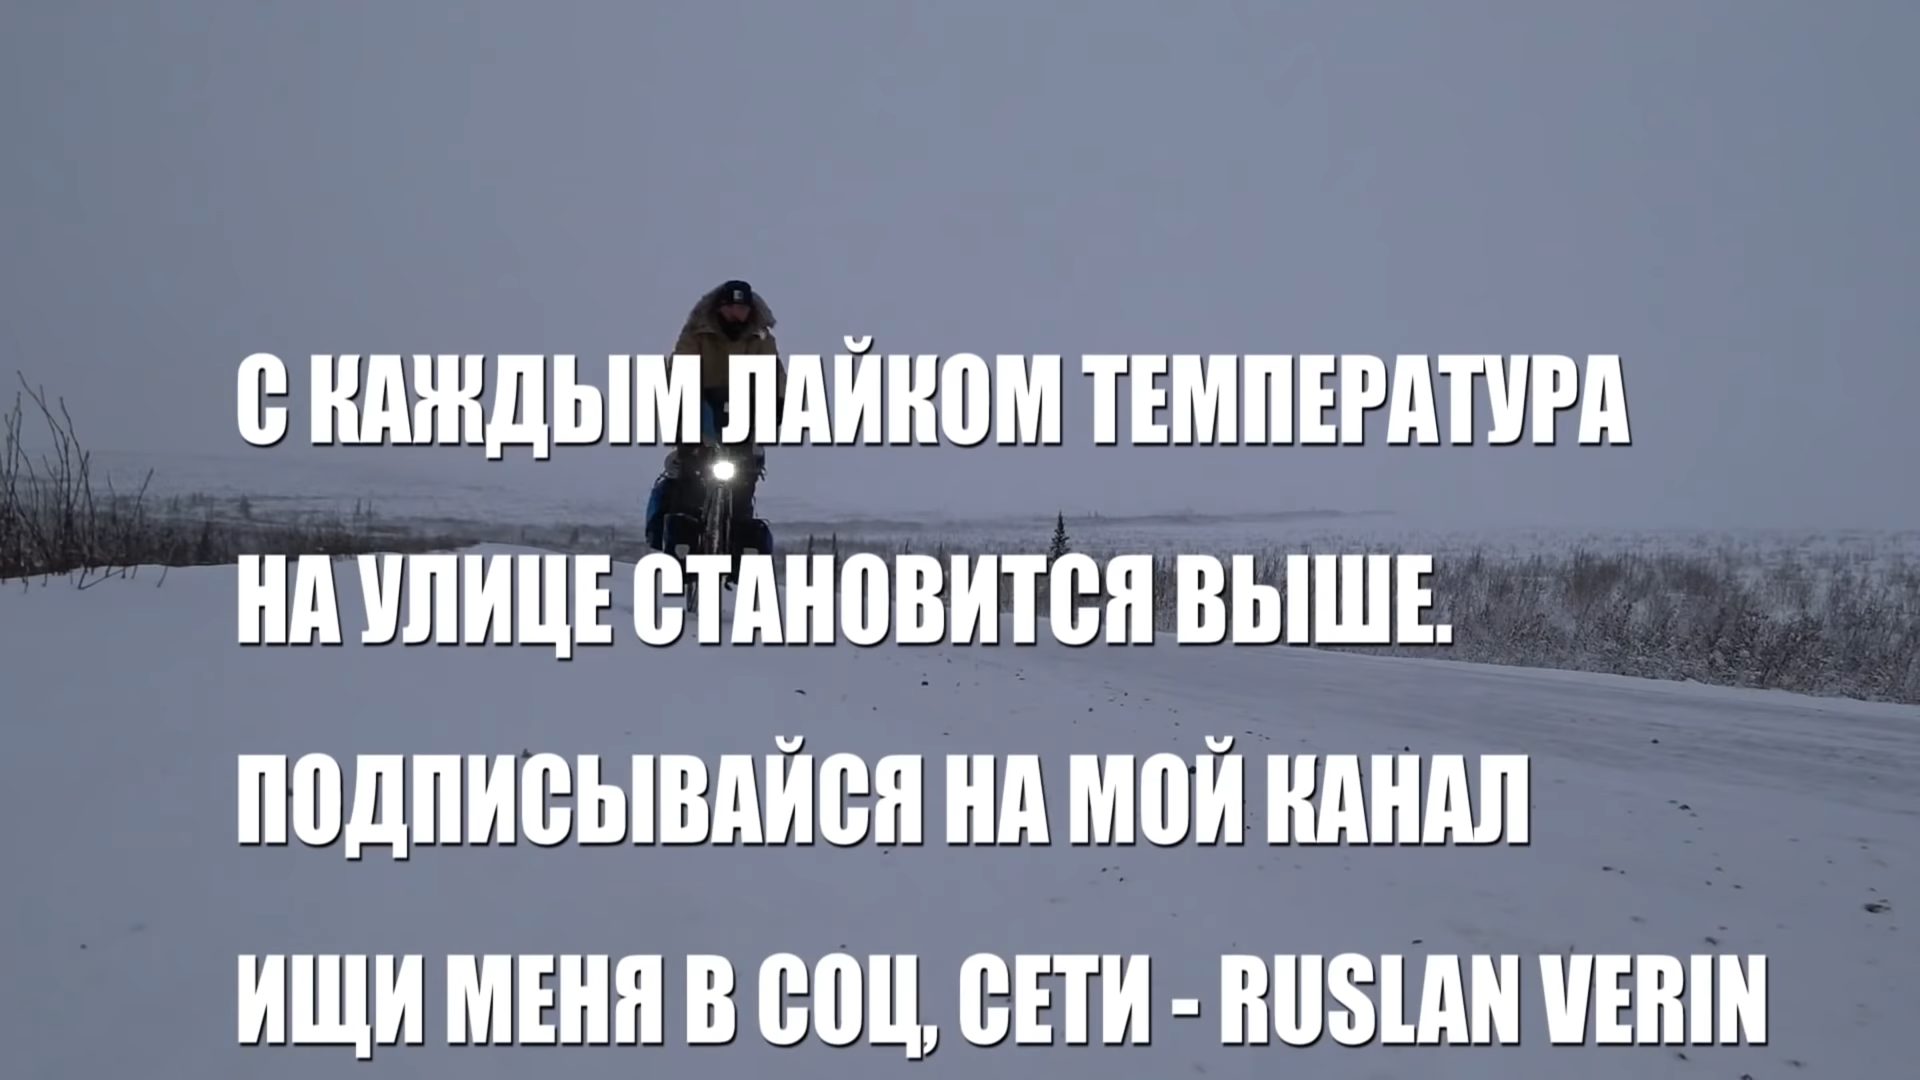 С КАЖДЫМ ЛАЙКОМ ТЕМПЕРАТУРА
НА УЛИЦЕ СТАНОВИТСЯ ВЫШЕ.
ПОДПИСЫВАЙСЯ НА МОЙ КАНАЛ
ИЩИ МЕНЯ В СОЦ, СЕТИ - RUSLAN VERIN